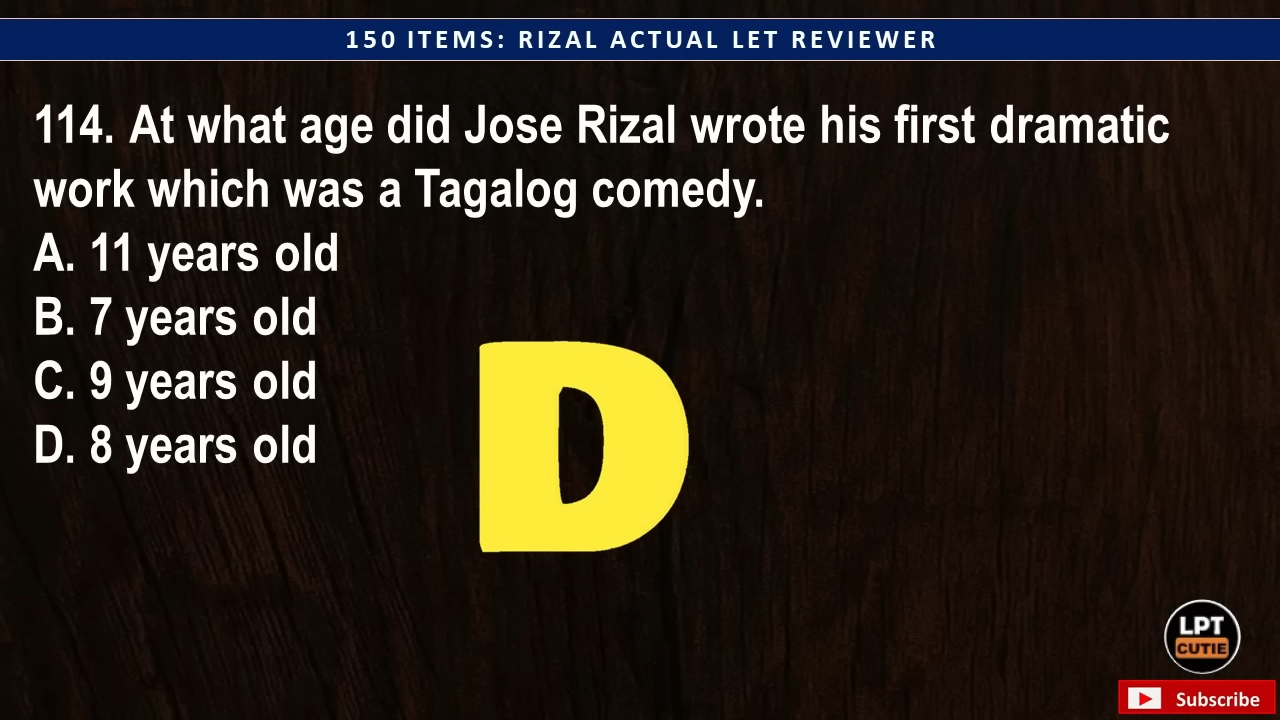 150 ITEMS: RIZAL ACTUAL LET REVIEWER
114. At what age did Jose Rizal wrote his first dramatic
work which was a Tagalog comedy.
A. 11 years old
B. 7 years old
C. 9 years old
D. 8 years old
D
LPT
CUTIE
Subscribe